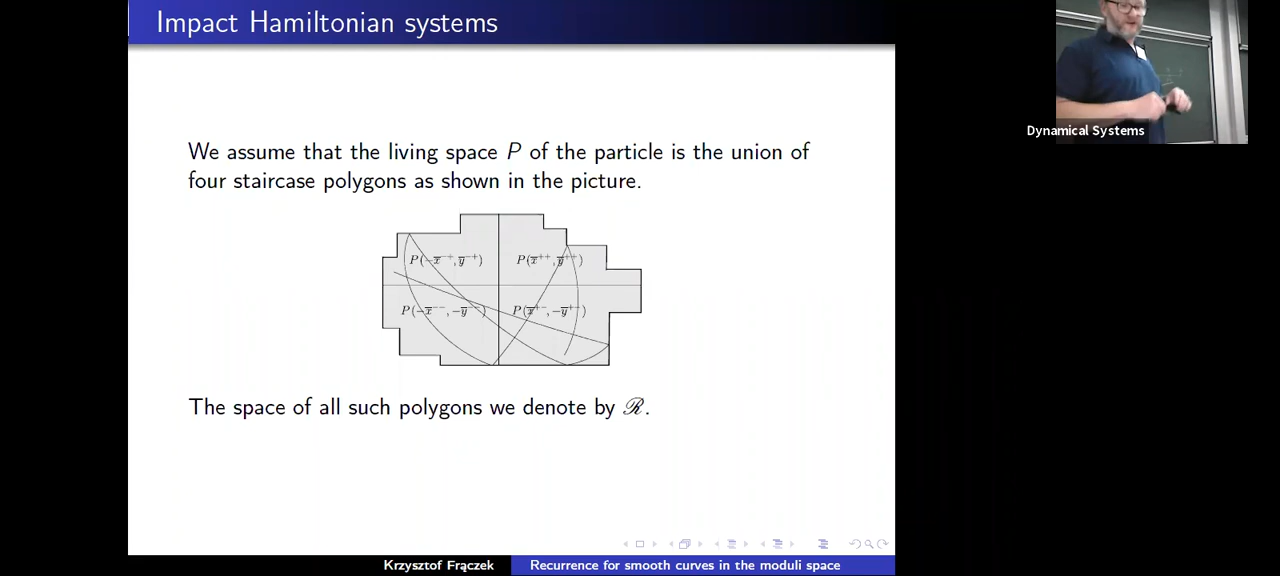 Impact Hamiltonian systems
Dynamical Systems
We assume that the living space P of the particle is the union of
four staircase polygons as shown in the picture.
P(−x̅⁻⁺, y̅⁻⁺) P(x̅⁺⁺, y̅⁺⁺)
P(−x̅⁻⁻, −y̅⁻⁻) P(x̅⁺⁻, −y̅⁺⁻)
The space of all such polygons we denote by ℛ.
Krzysztof Frączek Recurrence for smooth curves in the moduli space